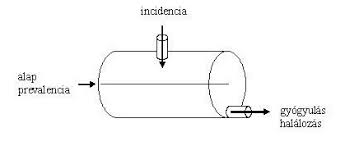 incidencia
alap
prevalencia
gyógyulás
halálozás